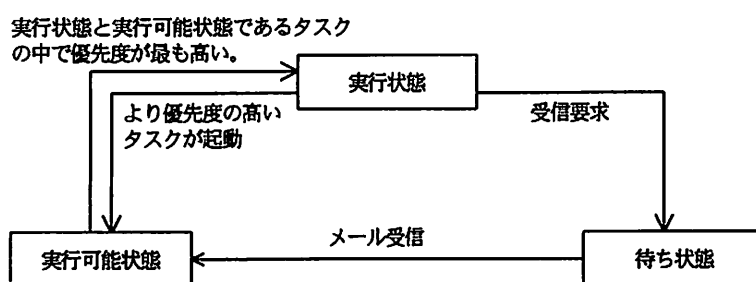 実行状態と実行可能状態であるタスク
の中で優先度が最も高い。
実行状態
より優先度の高い
タスクが起動
受信要求
メール受信
実行可能状態
待ち状態